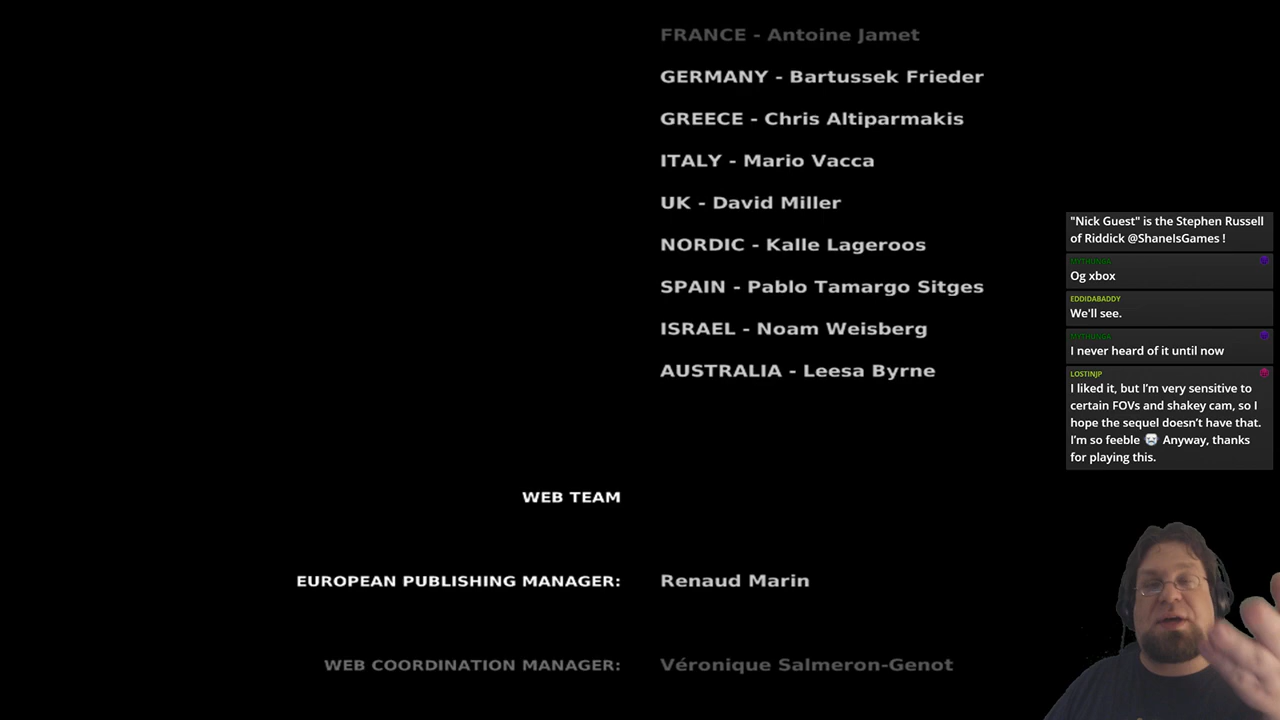 FRANCE - Antoine Jamet
GERMANY - Bartussek Frieder
GREECE - Chris Altiparmakis
ITALY - Mario Vacca
UK - David Miller
NORDIC - Kalle Lageroos
SPAIN - Pablo Tamargo Sitges
ISRAEL - Noam Weisberg
AUSTRALIA - Leesa Byrne
WEB TEAM
EUROPEAN PUBLISHING MANAGER: Renaud Marin
WEB COORDINATION MANAGER: Véronique Salmeron-Genot
"Nick Guest" is the Stephen Russell
of Riddick @ShaneIsGames !
MYTHUNGA
Og xbox
EDDIDABADDY
We'll see.
MYTHUNGA
I never heard of it until now
LOSTINJP
I liked it, but I'm very sensitive to
certain FOVs and shakey cam, so I
hope the sequel doesn't have that.
I'm so feeble Anyway, thanks
for playing this.